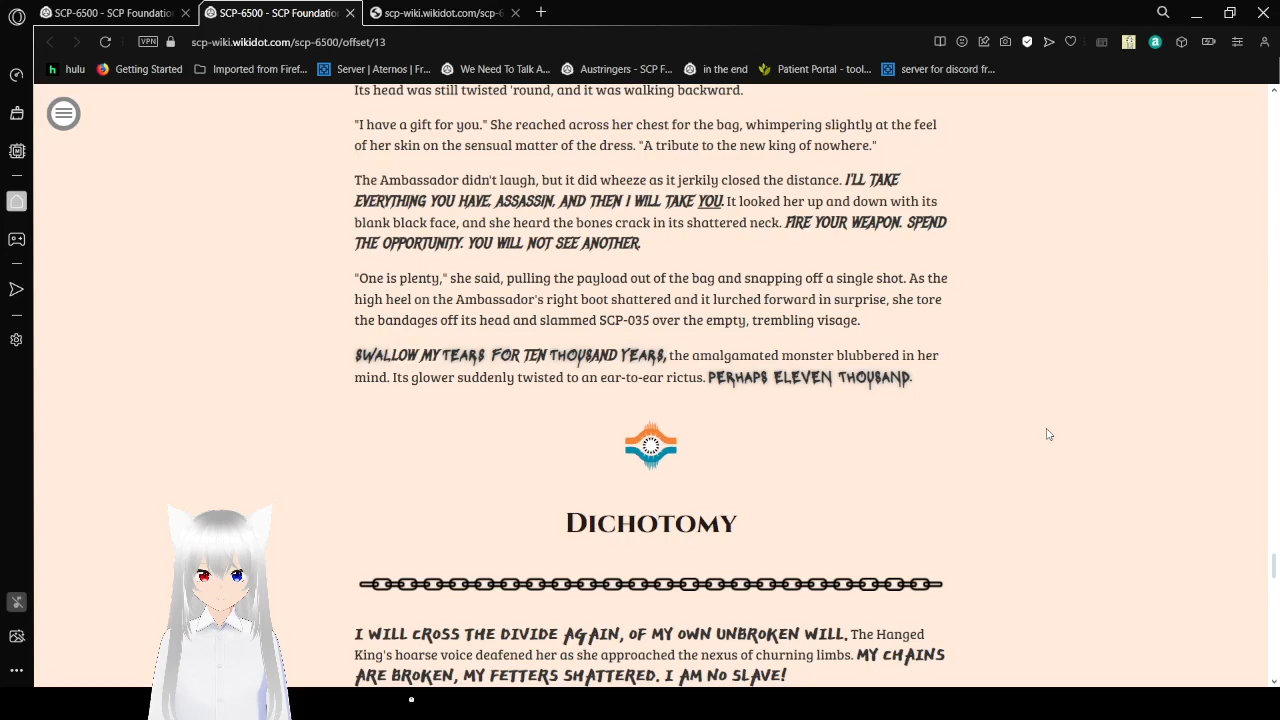 SCP-6500 - SCP Foundation
SCP-6500 - SCP Foundation
scp-wiki.wikidot.com/scp-6
VPN
scp-wiki.wikidot.com/scp-6500/offset/13
hulu
Getting Started
Imported from Firef...
Server | Aternos | Fr...
We Need To Talk A...
Austringers - SCP F...
in the end
Patient Portal - tool...
server for discord fr...
Its head was still twisted 'round, and it was walking backward.
"I have a gift for you." She reached across her chest for the bag, whimpering slightly at the feel
of her skin on the sensual matter of the dress. "A tribute to the new king of nowhere."
The Ambassador didn't laugh, but it did wheeze as it jerkily closed the distance. I'LL TAKE
EVERYTHING YOU HAVE, ASSASSIN, AND THEN I WILL TAKE YOU. It looked her up and down with its
blank black face, and she heard the bones crack in its shattered neck. FIRE YOUR WEAPON. SPEND
THE OPPORTUNITY. YOU WILL NOT SEE ANOTHER.
"One is plenty," she said, pulling the payload out of the bag and snapping off a single shot. As the
high heel on the Ambassador's right boot shattered and it lurched forward in surprise, she tore
the bandages off its head and slammed SCP-035 over the empty, trembling visage.
SWALLOW MY TEARS FOR TEN THOUSAND YEARS, the amalgamated monster blubbered in her
mind. Its glower suddenly twisted to an ear-to-ear rictus. PERHAPS ELEVEN THOUSAND.
DICHOTOMY
I WILL CROSS THE DIVIDE AGAIN, OF MY OWN UNBROKEN WILL. The Hanged
King's hoarse voice deafened her as she approached the nexus of churning limbs. MY CHAINS
ARE BROKEN, MY FETTERS SHATTERED. I AM NO SLAVE!